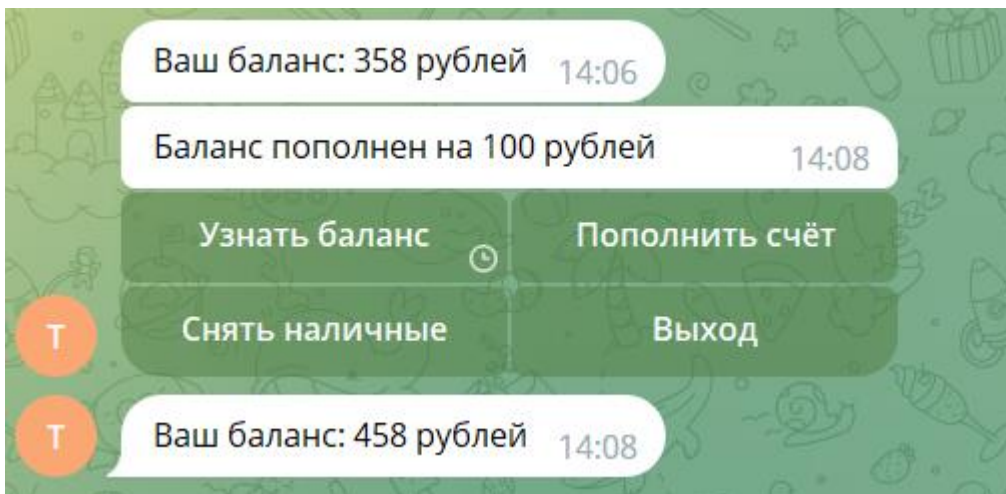 Ваш баланс: 358 рублей 14:06
Баланс пополнен на 100 рублей 14:08
Узнать баланс Пополнить счёт
Т Снять наличные Выход
Т Ваш баланс: 458 рублей 14:08